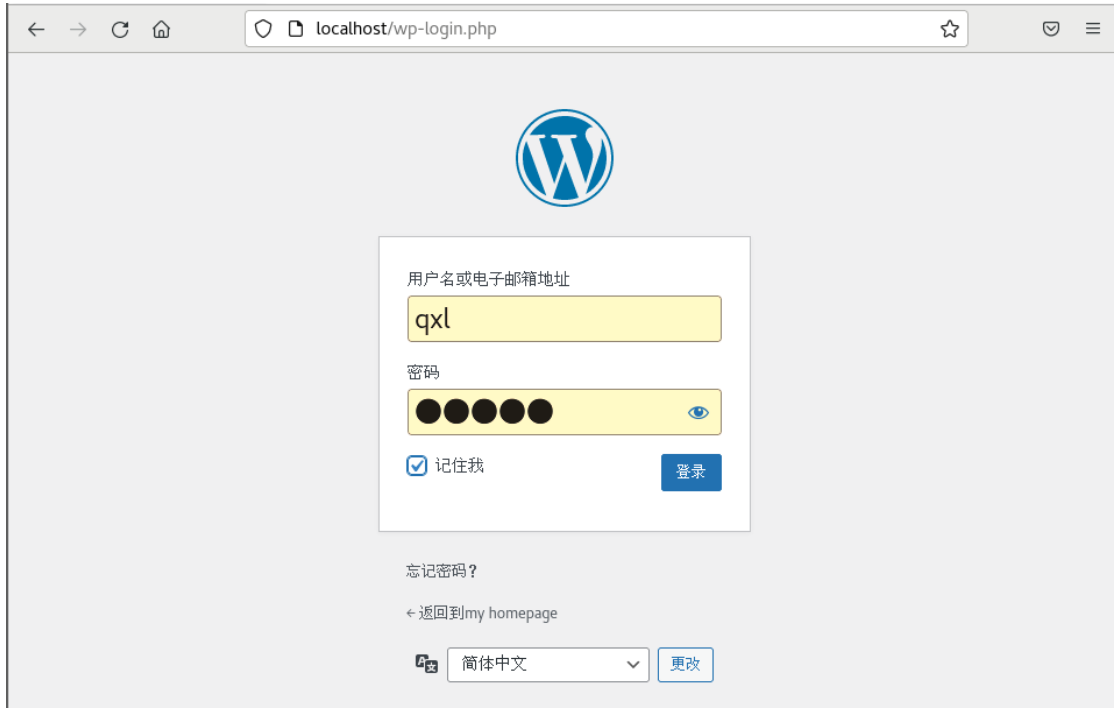 localhost/wp-login.php
用户名或电子邮箱地址
qxl
密码
记住我
登录
忘记密码?
←返回到my homepage
简体中文
更改